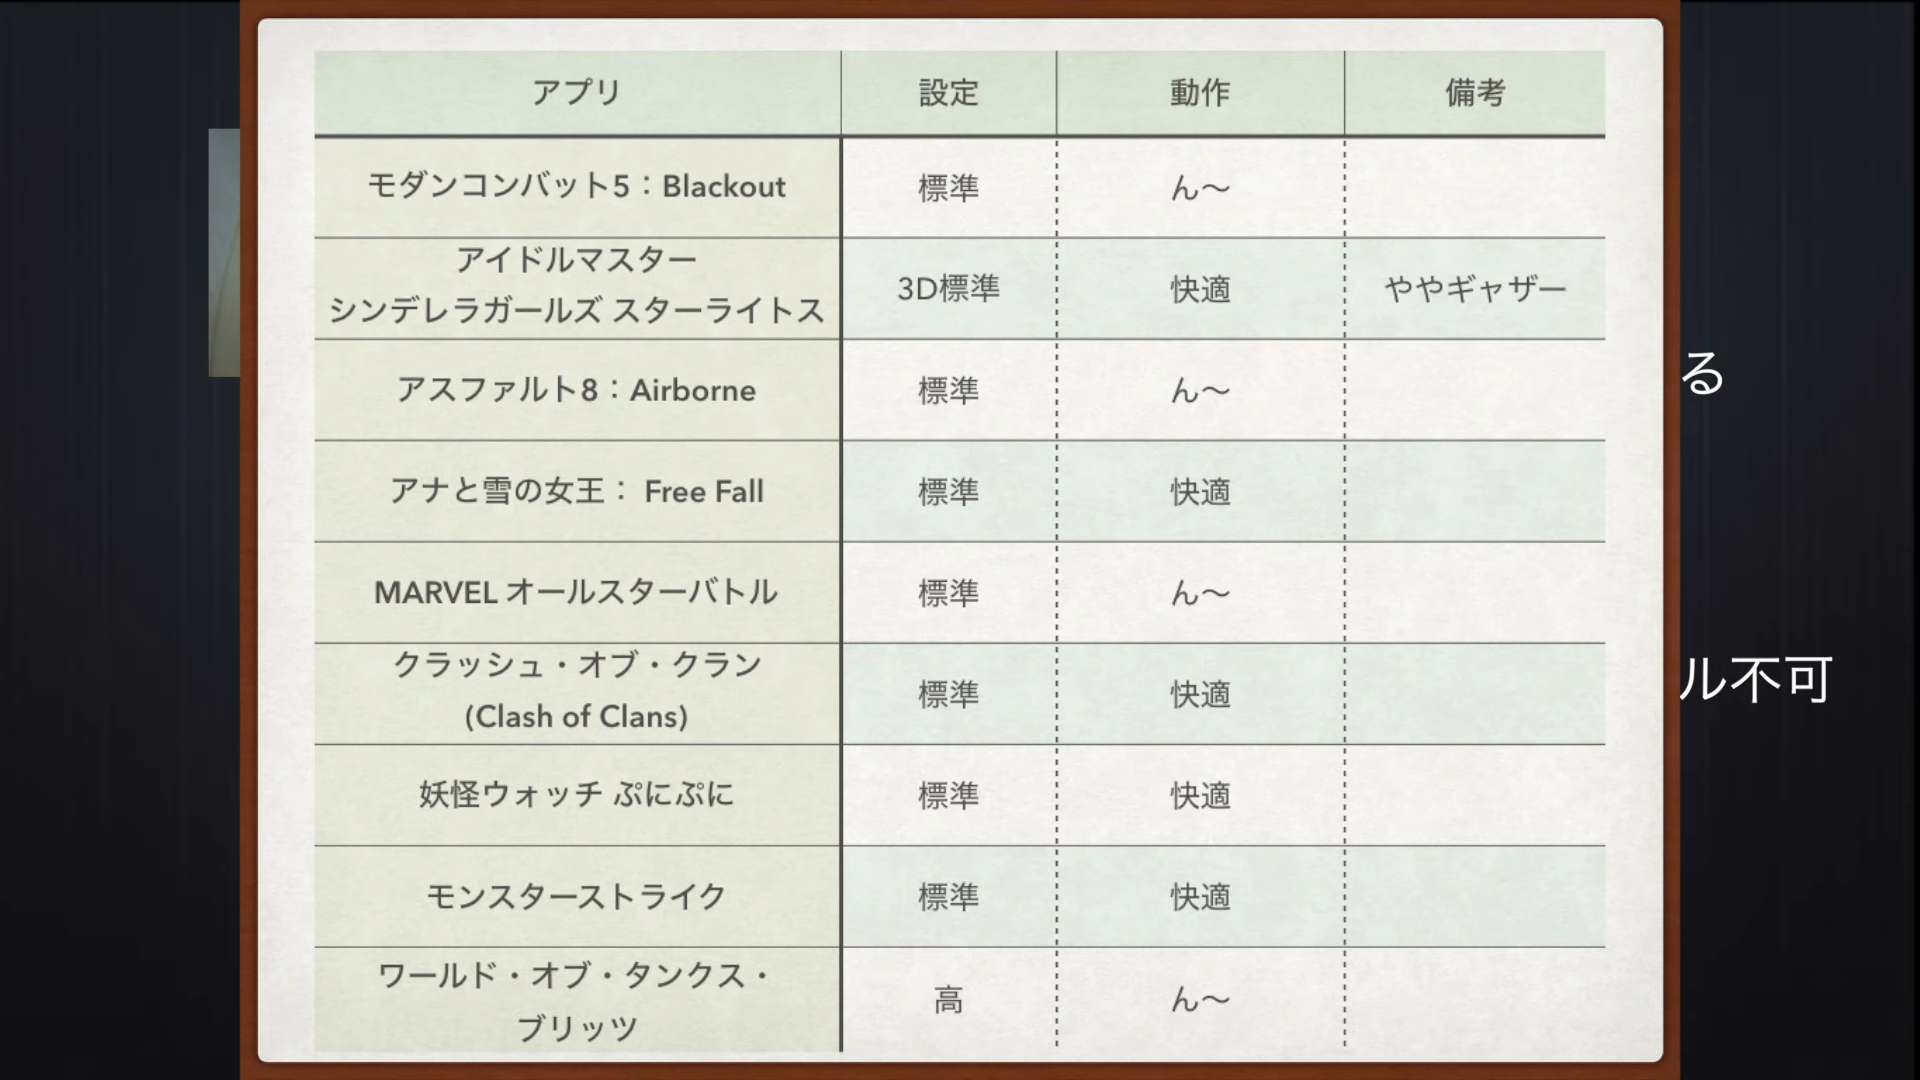 アプリ 設定 動作 備考
モダンコンバット5：Blackout 標準 ん〜
アイドルマスター
シンデレラガールズ スターライトス 3D標準 快適 ややギャザー
アスファルト8：Airborne 標準 ん〜
アナと雪の女王： Free Fall 標準 快適
MARVEL オールスターバトル 標準 ん〜
クラッシュ・オブ・クラン
(Clash of Clans) 標準 快適
妖怪ウォッチ ぷにぷに 標準 快適
モンスターストライク 標準 快適
ワールド・オブ・タンクス・
ブリッツ 高 ん〜
る
ル不可